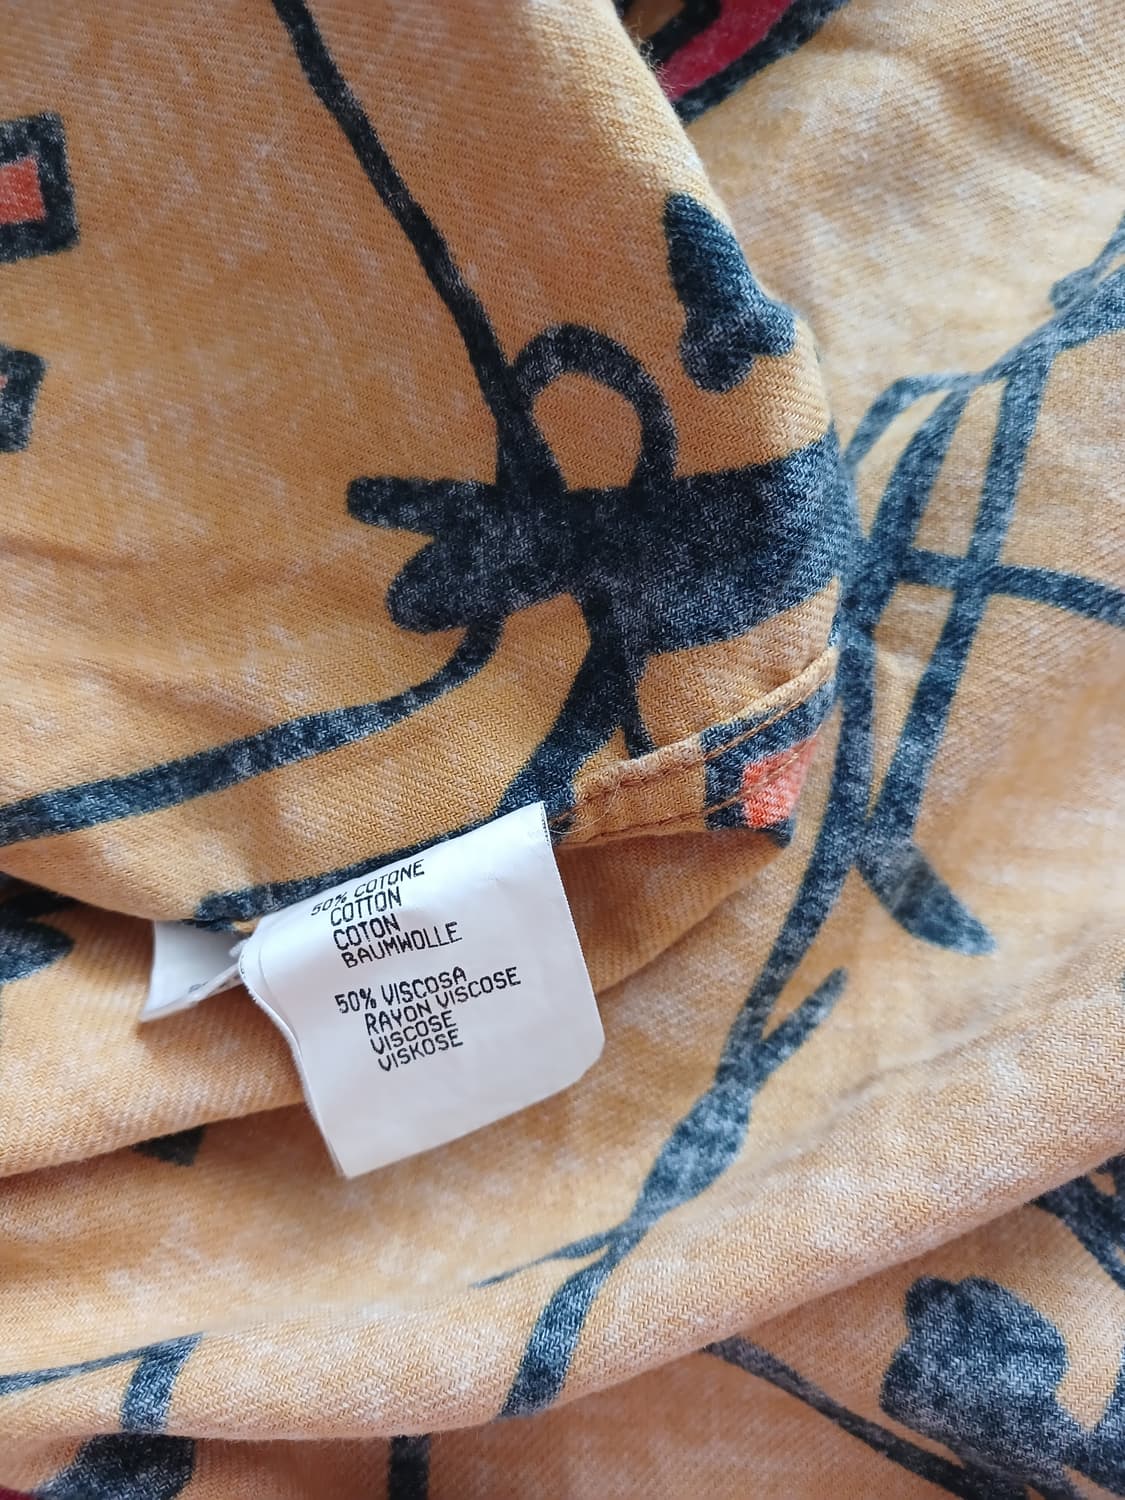 50% COTONE
COTTON
COTON
BAUMWOLLE
50% VISCOSA
RAYON VISCOSE
VISCOSE
VISKOSE